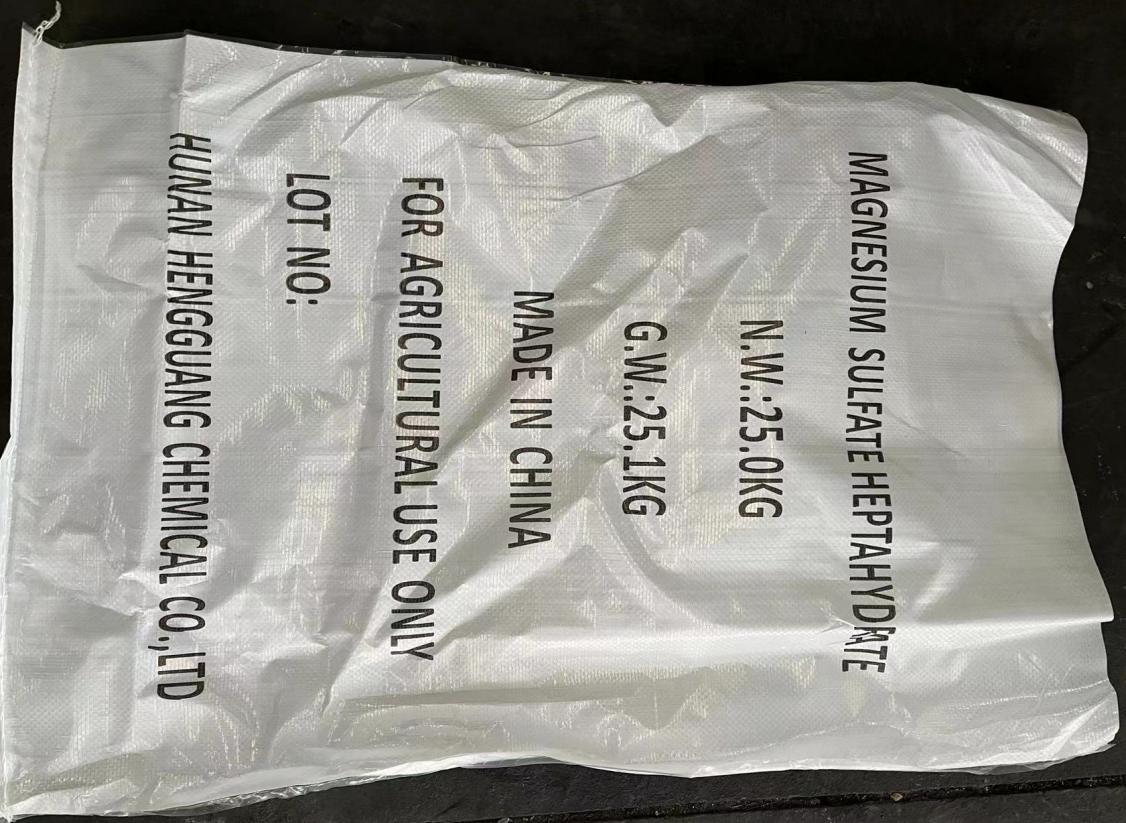 MAGNESIUM SULFATE HEPTAHYDRATE
N.W.:25.0KG
G.W.:25.1KG
MADE IN CHINA
FOR AGRICULTURAL USE ONLY
LOT NO:
HUNAN HENGGUANG CHEMICAL CO.,LTD